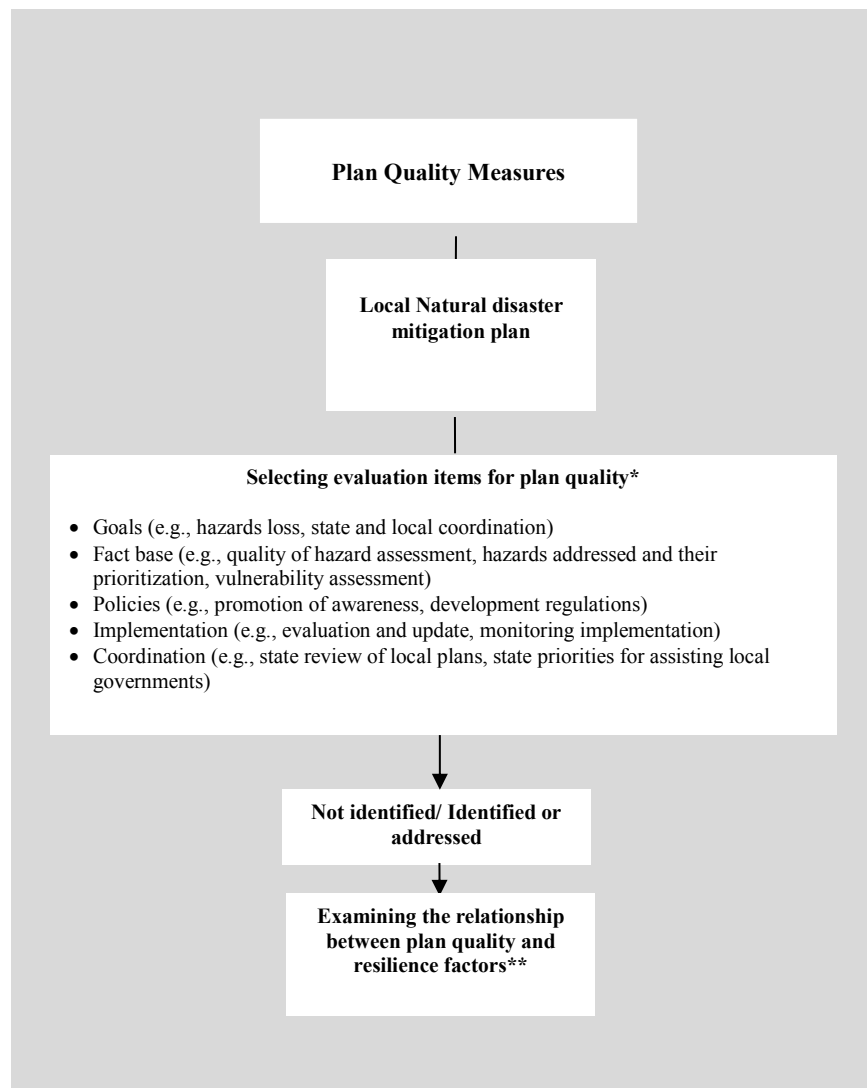 Plan Quality Measures
Local Natural disaster
mitigation plan
Selecting evaluation items for plan quality*
• Goals (e.g., hazards loss, state and local coordination)
• Fact base (e.g., quality of hazard assessment, hazards addressed and their
prioritization, vulnerability assessment)
• Policies (e.g., promotion of awareness, development regulations)
• Implementation (e.g., evaluation and update, monitoring implementation)
• Coordination (e.g., state review of local plans, state priorities for assisting local
governments)
Not identified/ Identified or
addressed
Examining the relationship
between plan quality and
resilience factors**